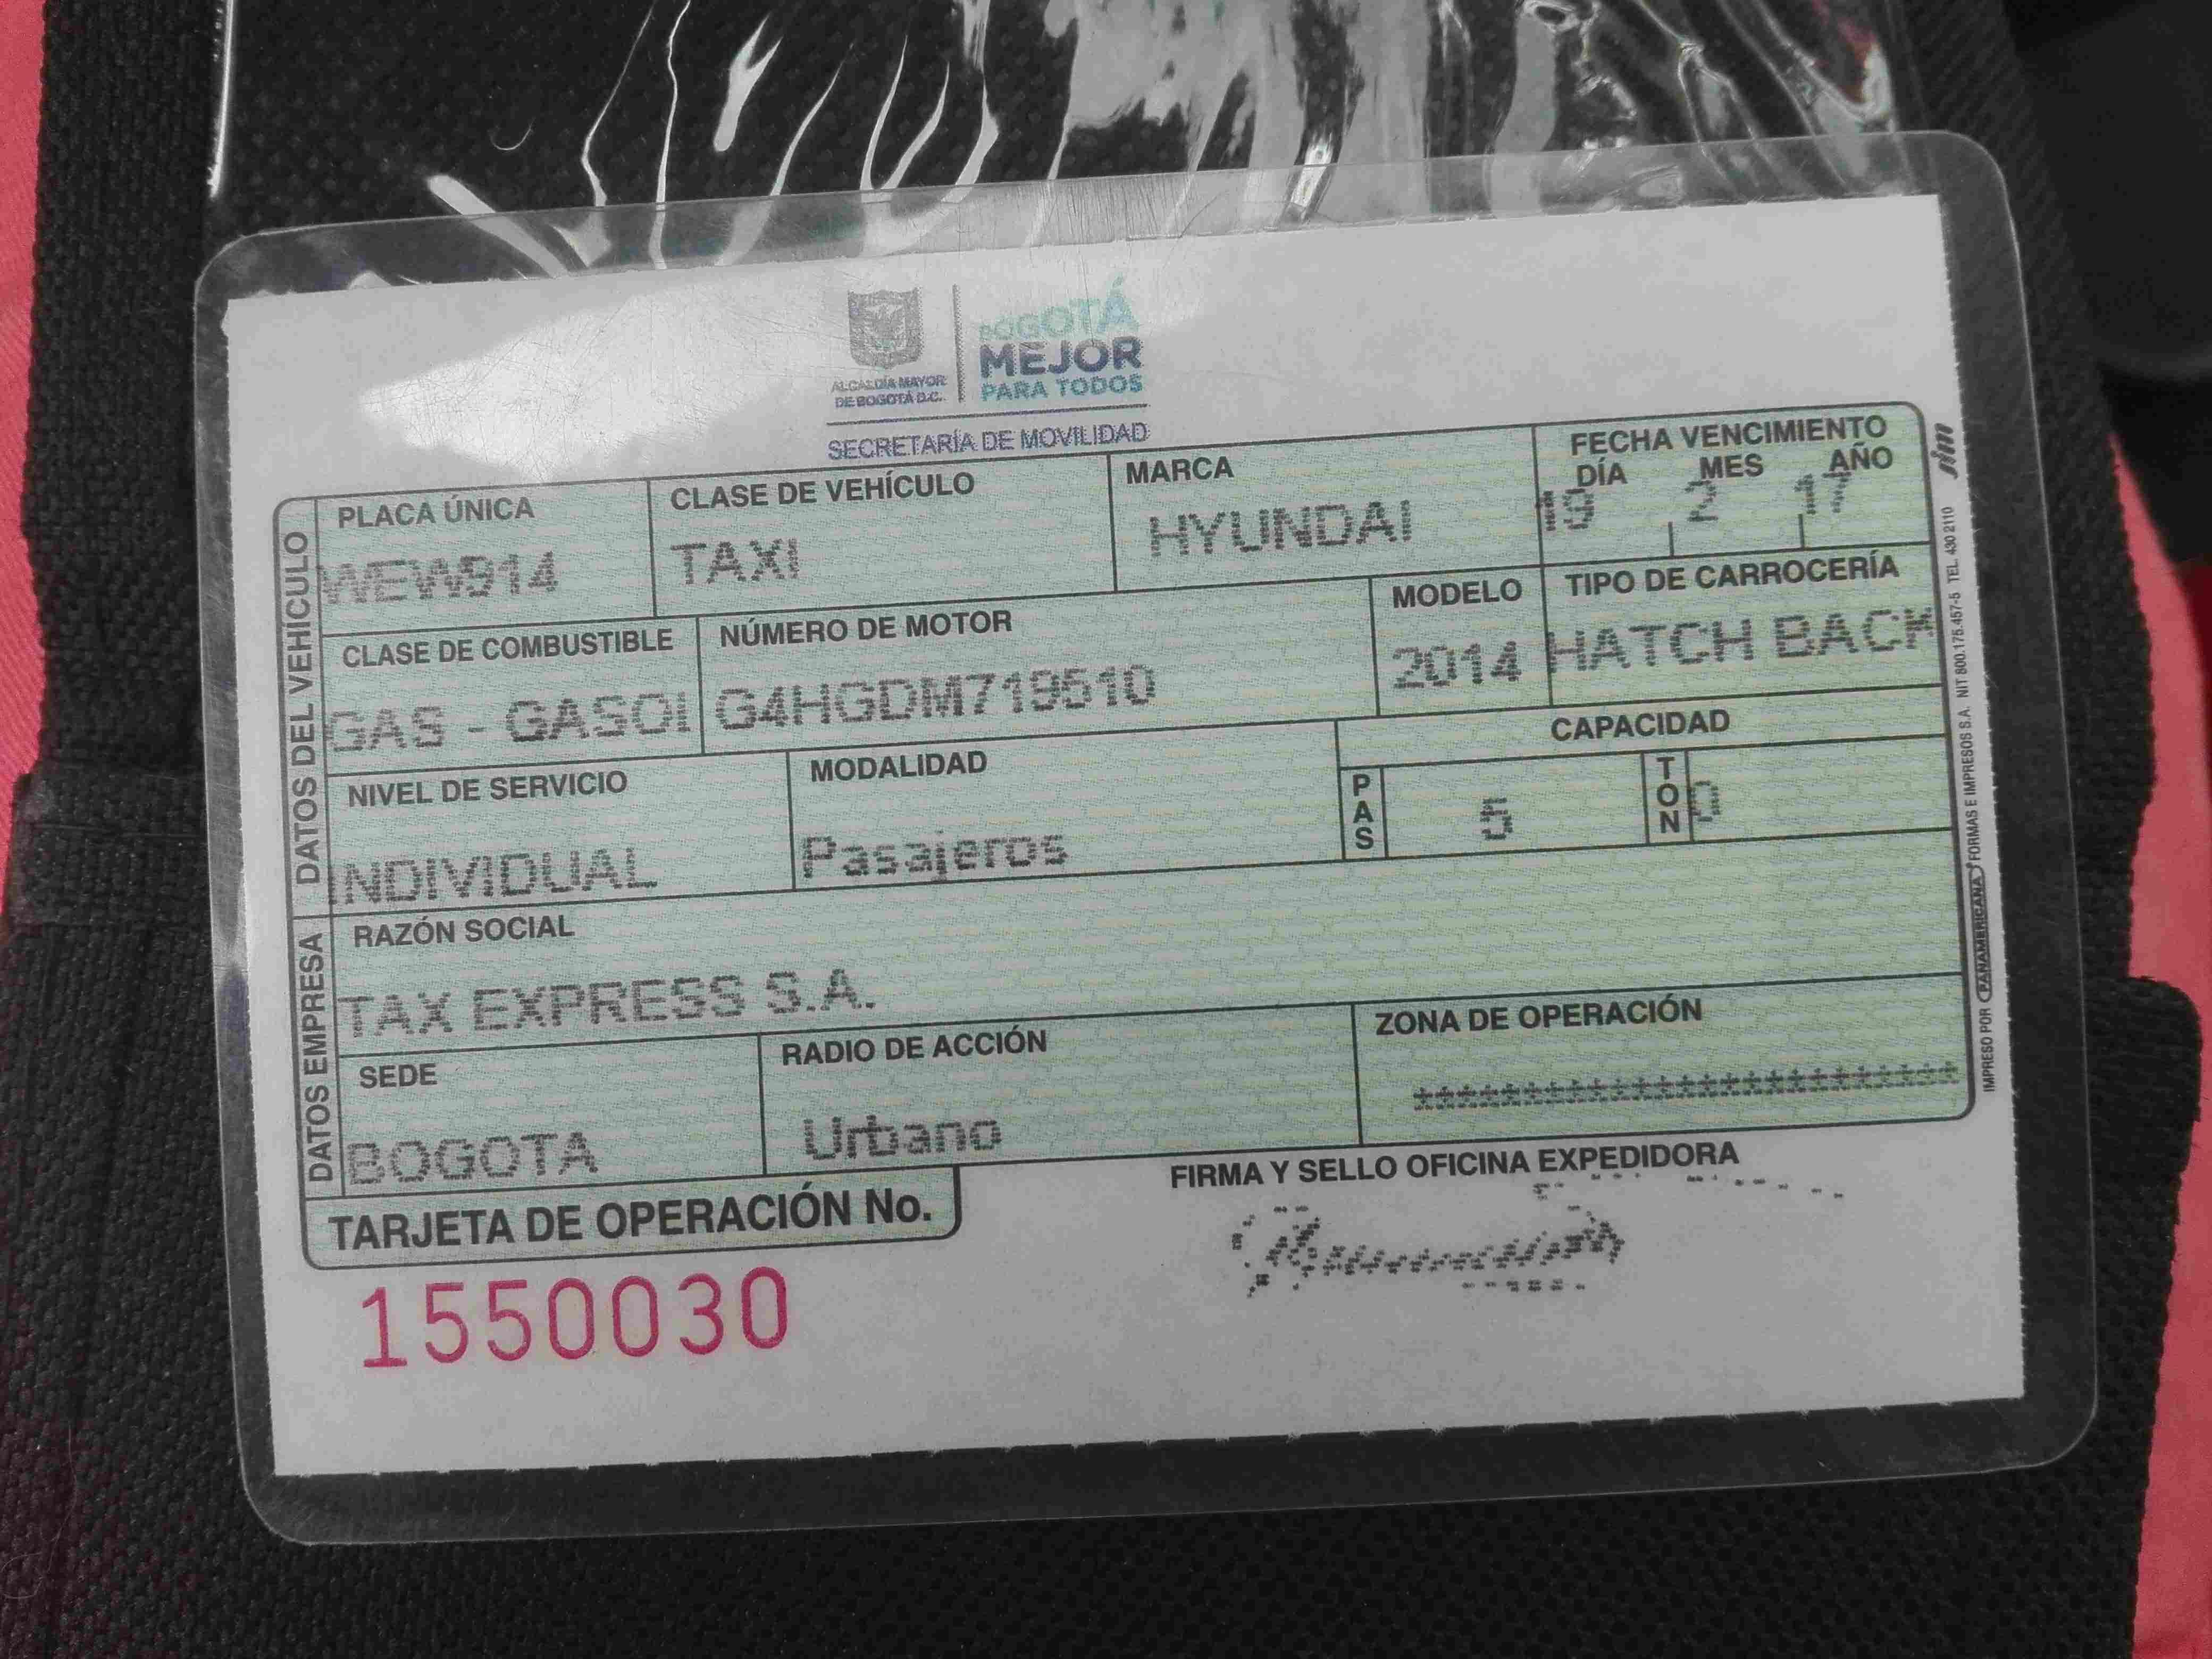 ALCALDÍA MAYOR
DE BOGOTÁ D.C.
BOGOTÁ
MEJOR
PARA TODOS
SECRETARÍA DE MOVILIDAD
DATOS DEL VEHÍCULO
PLACA ÚNICA
WEW914
CLASE DE VEHÍCULO
TAXI
MARCA
HYUNDAI
FECHA VENCIMIENTO
DÍA MES AÑO
19 2 17
CLASE DE COMBUSTIBLE
GAS - GASOI
NÚMERO DE MOTOR
G4HGDM719510
MODELO
2014
TIPO DE CARROCERÍA
HATCH BACK
NIVEL DE SERVICIO
INDIVIDUAL
MODALIDAD
Pasajeros
CAPACIDAD
PAS
5
TON
0
DATOS EMPRESA
RAZÓN SOCIAL
TAX EXPRESS S.A.
SEDE
BOGOTA
RADIO DE ACCIÓN
Urbano
ZONA DE OPERACIÓN
*************************
TARJETA DE OPERACIÓN No.
1550030
FIRMA Y SELLO OFICINA EXPEDIDORA
IMPRESO POR PANAMERICANA FORMAS E IMPRESOS S.A. NIT 800.175.457-5 TEL. 430 2110